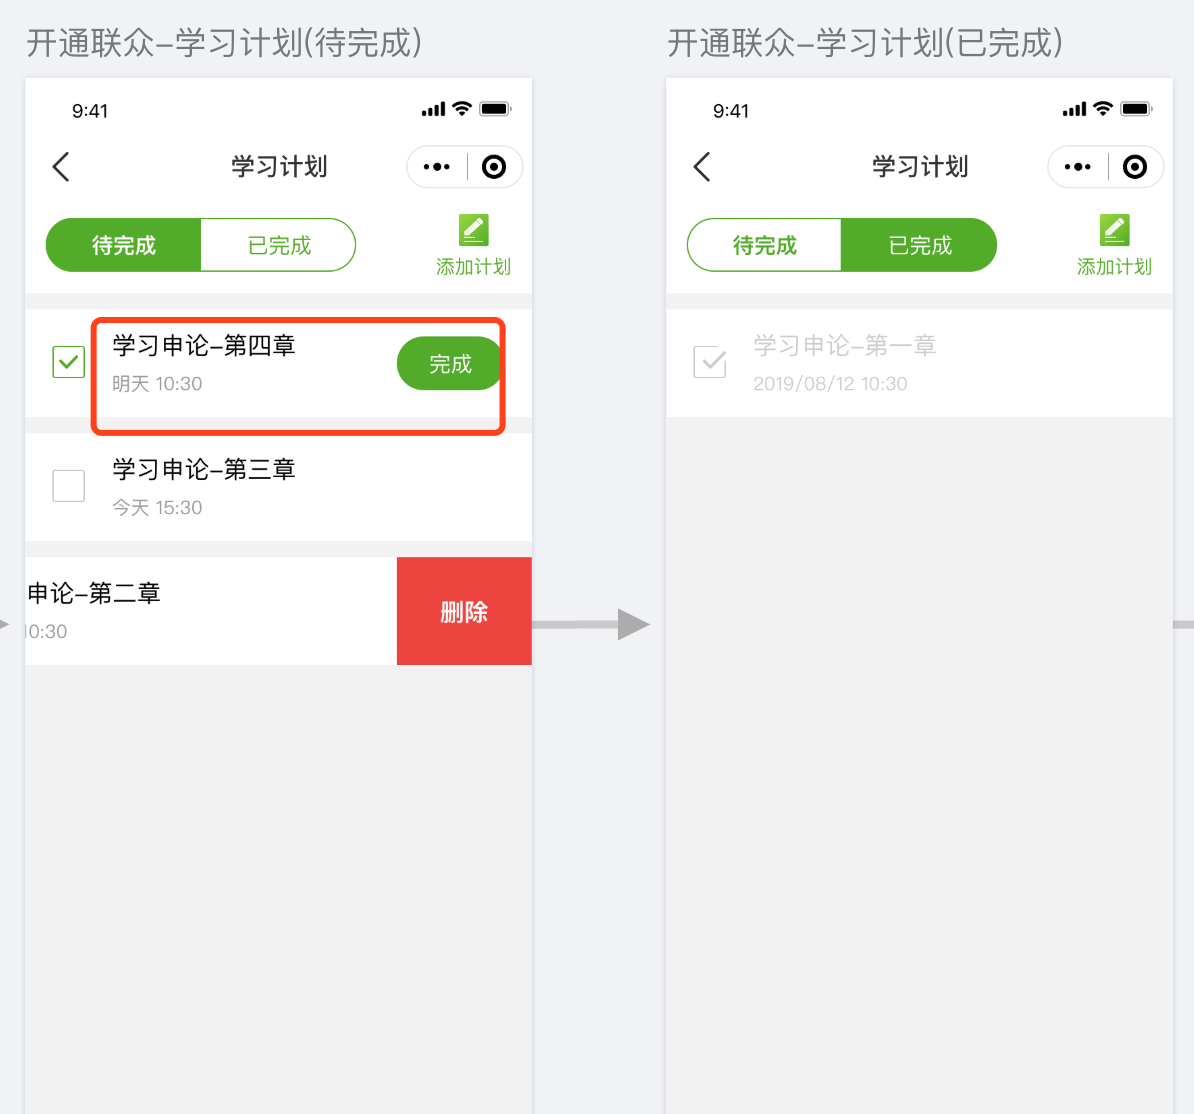 开通联众-学习计划(待完成)
9:41
学习计划
待完成
已完成
添加计划
学习申论-第四章
明天 10:30
完成
学习申论-第三章
今天 15:30
申论-第二章
10:30
删除
开通联众-学习计划(已完成)
9:41
学习计划
待完成
已完成
添加计划
学习申论-第一章
2019/08/12 10:30